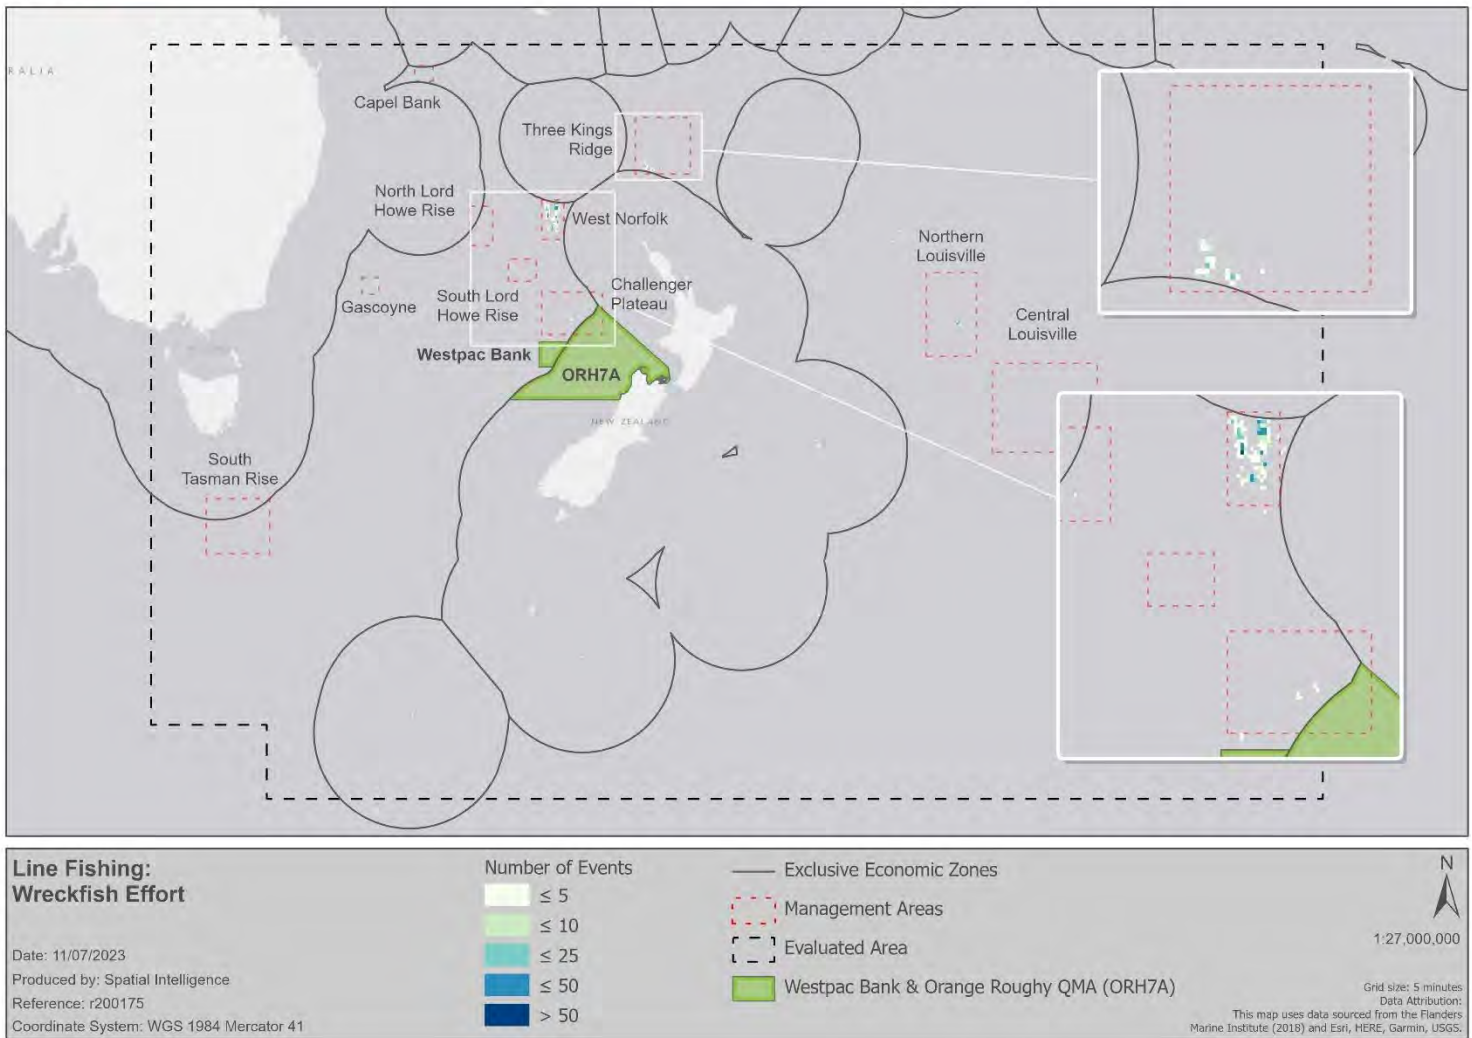 RALIA
Capel Bank
Three Kings
Ridge
North Lord
Howe Rise
West Norfolk
Northern
Louisville
Gascoyne
South Lord
Howe Rise
Challenger
Plateau
Central
Louisville
Westpac Bank
ORH7A
NEW ZEALAND
South
Tasman Rise
Line Fishing:
Wreckfish Effort
Date: 11/07/2023
Produced by: Spatial Intelligence
Reference: r200175
Coordinate System: WGS 1984 Mercator 41
Number of Events
≤ 5
≤ 10
≤ 25
≤ 50
> 50
Exclusive Economic Zones
Management Areas
Evaluated Area
Westpac Bank & Orange Roughy QMA (ORH7A)
N
1:27,000,000
Grid size: 5 minutes
Data Attribution:
This map uses data sourced from the Flanders
Marine Institute (2018) and Esri, HERE, Garmin, USGS.